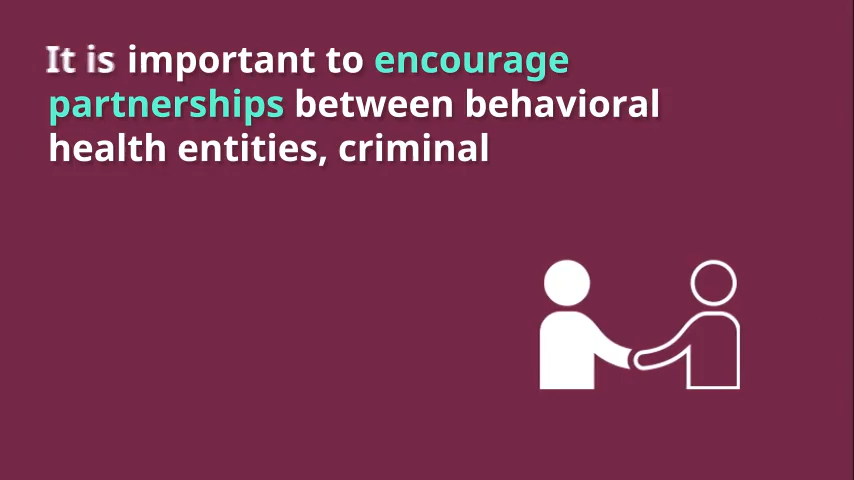 It is important to encourage
partnerships between behavioral
health entities, criminal